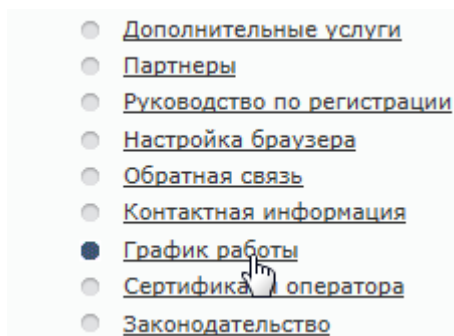 Дополнительные услуги
Партнеры
Руководство по регистрации
Настройка браузера
Обратная связь
Контактная информация
График работы
оператора
Законодательство